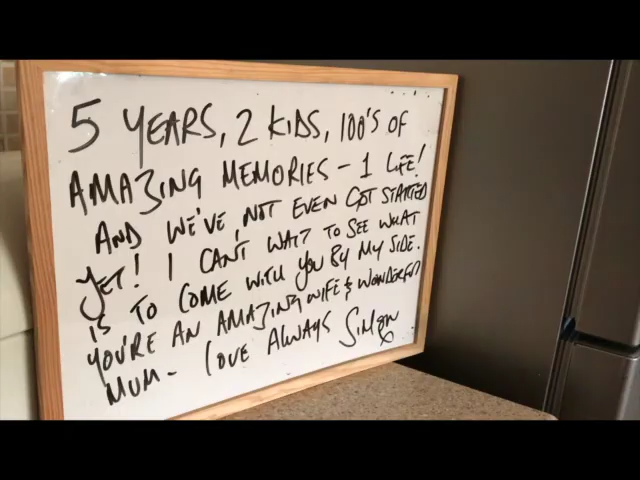 5 YEARS, 2 KIDS, 100'S OF
AMAZING MEMORIES - 1 LIFE!
AND WE'VE NOT EVEN GOT STARTED
YET! I CAN'T WAIT TO SEE WHAT
IS TO COME WITH YOU BY MY SIDE.
YOU'RE AN AMAZING WIFE & WONDERFUL
MUM - LOVE ALWAYS SIMON
X